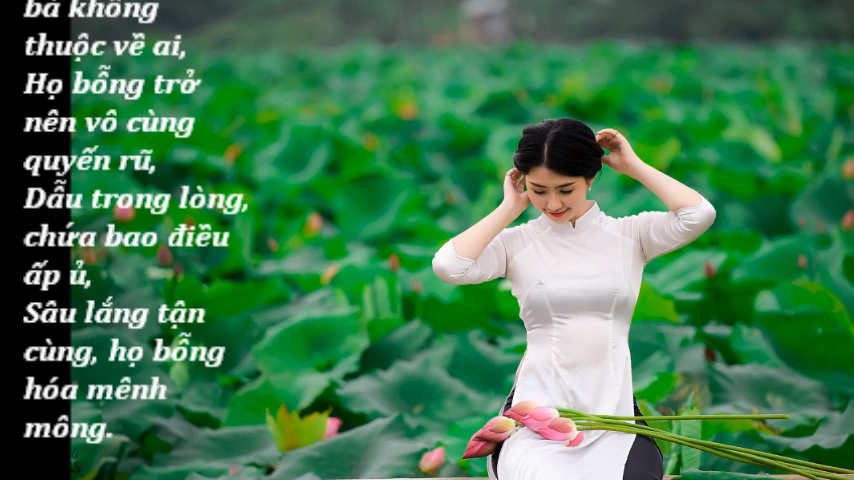 bà không
thuộc về ai,
Họ bỗng trở
nên vô cùng
quyến rũ,
Dẫu trong lòng,
chứa bao điều
ấp ủ,
Sâu lắng tận
cùng, họ bỗng
hóa mênh
mông.